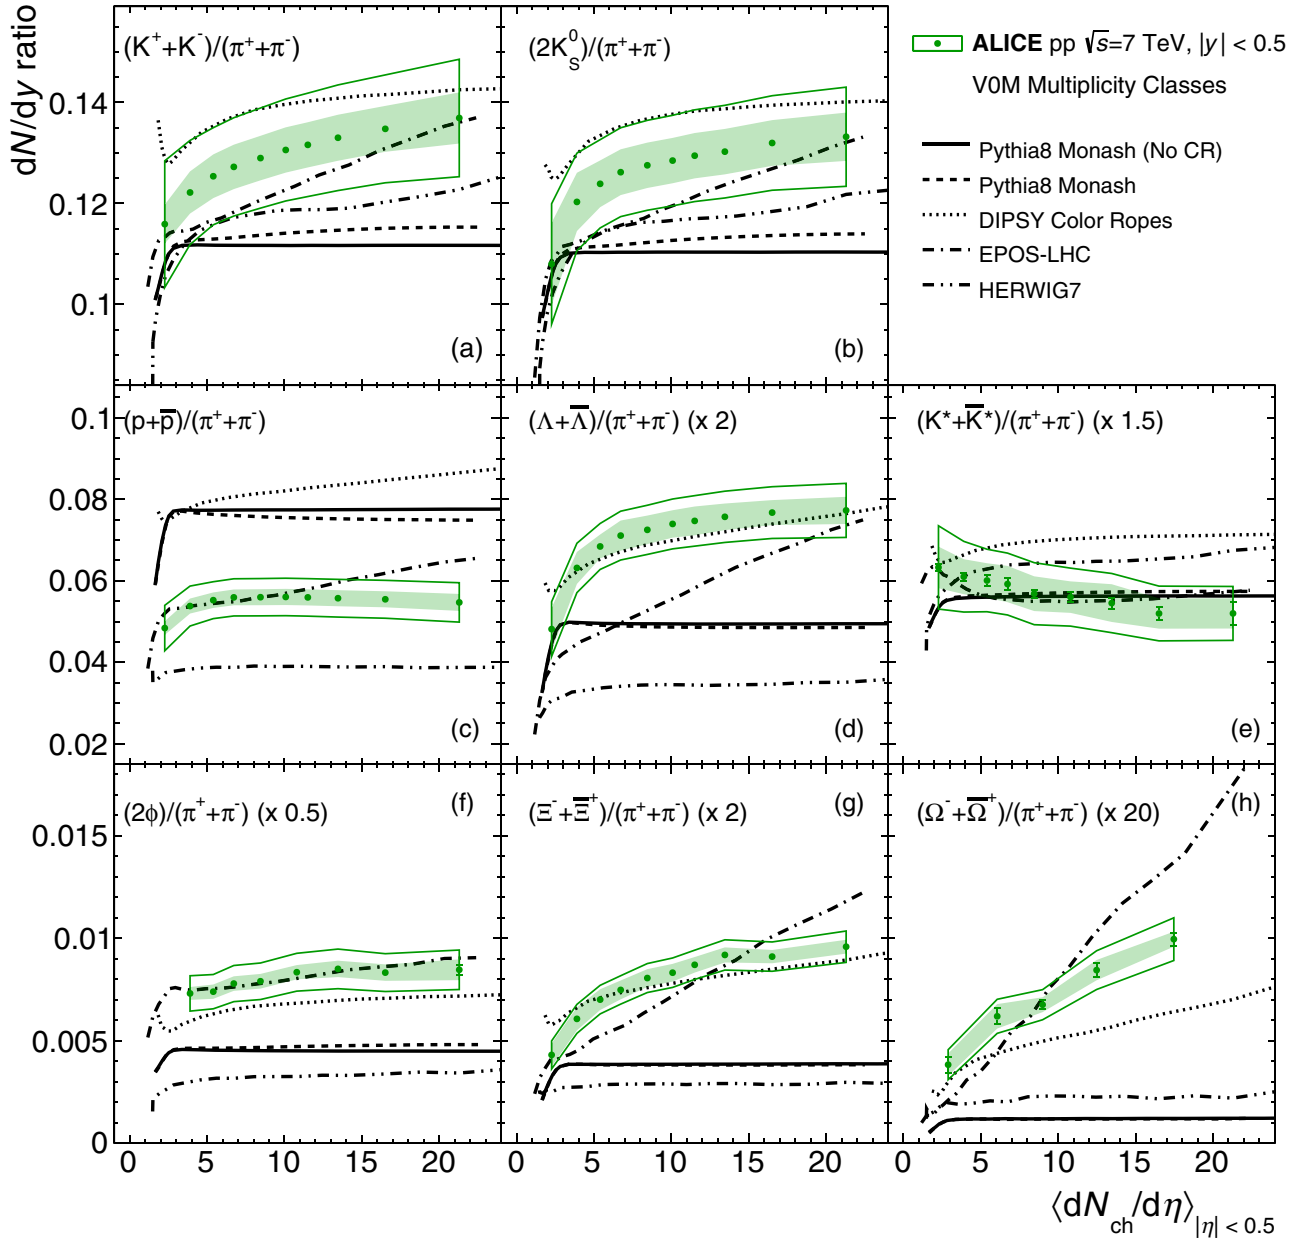 dN/dy ratio
(K⁺+K⁻)/(π⁺+π⁻)
(2K⁰_S)/(π⁺+π⁻)
ALICE pp √s=7 TeV, |y| < 0.5
V0M Multiplicity Classes
Pythia8 Monash (No CR)
Pythia8 Monash
DIPSY Color Ropes
EPOS-LHC
HERWIG7
0.14
0.12
0.1
(a)
(b)
(p+p̅)/(π⁺+π⁻)
(Λ+Λ̅)/(π⁺+π⁻) (x 2)
(K*+K̅*)/(π⁺+π⁻) (x 1.5)
0.1
0.08
0.06
0.04
0.02
(c)
(d)
(e)
(2ϕ)/(π⁺+π⁻) (x 0.5)
(f)
(Ξ⁻+Ξ̅⁺)/(π⁺+π⁻) (x 2)
(g)
(Ω⁻+Ω̅⁺)/(π⁺+π⁻) (x 20)
(h)
0.015
0.01
0.005
0
0 5 10 15 20
0 5 10 15 20
0 5 10 15 20
⟨dN_ch/dη⟩_|η| < 0.5